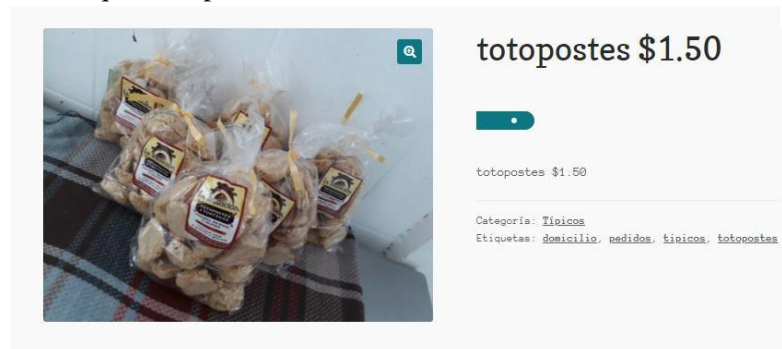 totopostes $1.50
totopostes $1.50
Categoría: Típicos
Etiquetas: domicilio, pedidos, tipicos, totopostes